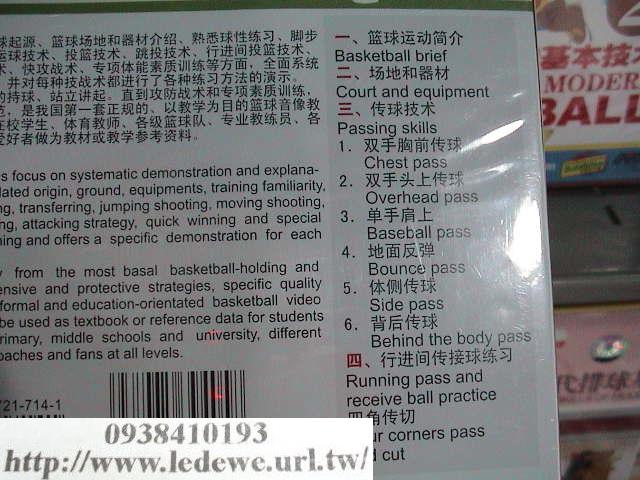 球起源、篮球场地和器材介绍、熟悉球性练习、脚步
运球技术、投篮技术、跳投技术、行进间投篮技术、
术、快攻战术、专项体能素质训练等方面，全面系统
并对每种技战术都进行了各种练习方法的演示。
的持球、站立讲起。直到攻防战术和专项素质训练，
范，是我国第一套正规的、以教学为目的篮球音像教
在校学生、体育教师、各级篮球队、专业教练员、各
爱好者做为教材或教学参考资料。
s focus on systematic demonstration and explana-
lated origin, ground, equipments, training familiarity,
ng, transferring, jumping shooting, moving shooting,
ng, attacking strategy, quick winning and special
ning and offers a specific demonstration for each
y from the most basal basketball-holding and
ensive and protective strategies, specific quality
formal and education-orientated basketball video
be used as textbook or reference data for students
rimary, middle schools and university, different
oaches and fans at all levels.
721-714-1
一、篮球运动简介
Basketball brief
二、场地和器材
Court and equipment
三、传球技术
Passing skills
1. 双手胸前传球
Chest pass
2. 双手头上传球
Overhead pass
3. 单手肩上
Baseball pass
4. 地面反弹
Bounce pass
5. 体侧传球
Side pass
6. 背后传球
Behind the body pass
四、行进间传接球练习
Running pass and
receive ball practice
四角传切
ur corners pass
d cut
基本技
MODERN
BALL
代排球
0938410193
http://www.ledewe.url.tw/